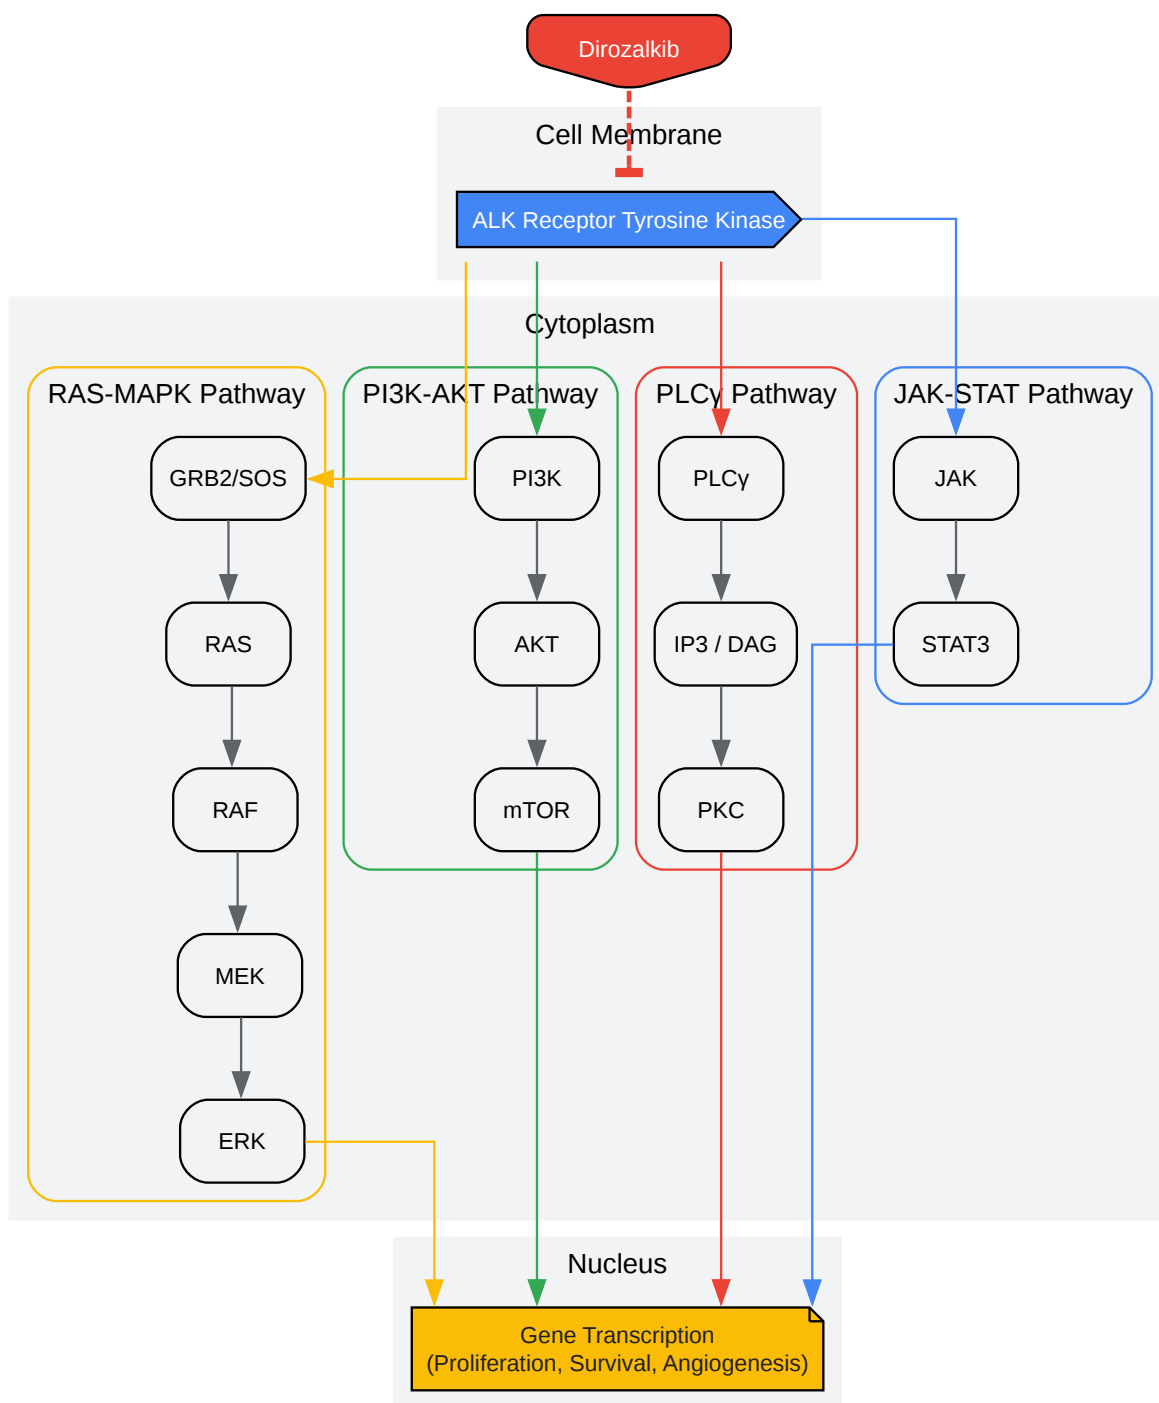 Dirozalkib
Cell Membrane
ALK Receptor Tyrosine Kinase
Cytoplasm
RAS-MAPK Pathway
GRB2/SOS
RAS
RAF
MEK
ERK
PI3K-AKT Pathway
PI3K
AKT
mTOR
PLCγ Pathway
PLCγ
IP3 / DAG
PKC
JAK-STAT Pathway
JAK
STAT3
Nucleus
Gene Transcription
(Proliferation, Survival, Angiogenesis)